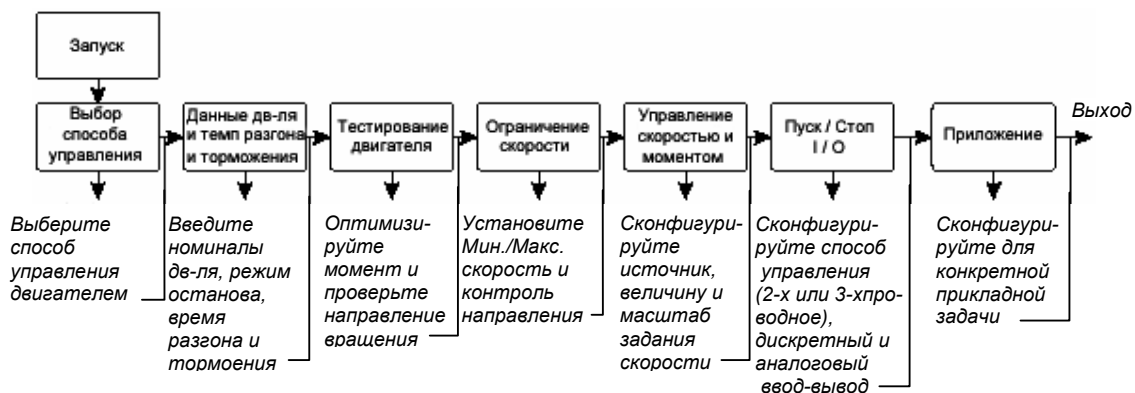 Запуск
Выбор
способа
управления
Данные дв-ля
и темп разгона
и торможения
Тестирование
двигателя
Ограничение
скорости
Управление
скоростью и
моментом
Пуск / Стоп
I / O
Приложение
Выход
Выберите
способ
управления
двигателем
Введите
номиналы
дв-ля, режим
останова,
время
разгона и
тормоения
Оптимизи-
руйте
момент и
проверьте
направление
вращения
Установите
Мин./Макс.
скорость и
контроль
направления
Сконфигури-
руйте
источник,
величину и
масштаб
задания
скорости
Сконфигури-
руйте способ
управления
(2-х или 3-хпро-
водное),
дискретный и
аналоговый
ввод-вывод
Сконфигури-
руйте для
конкретной
прикладной
задачи